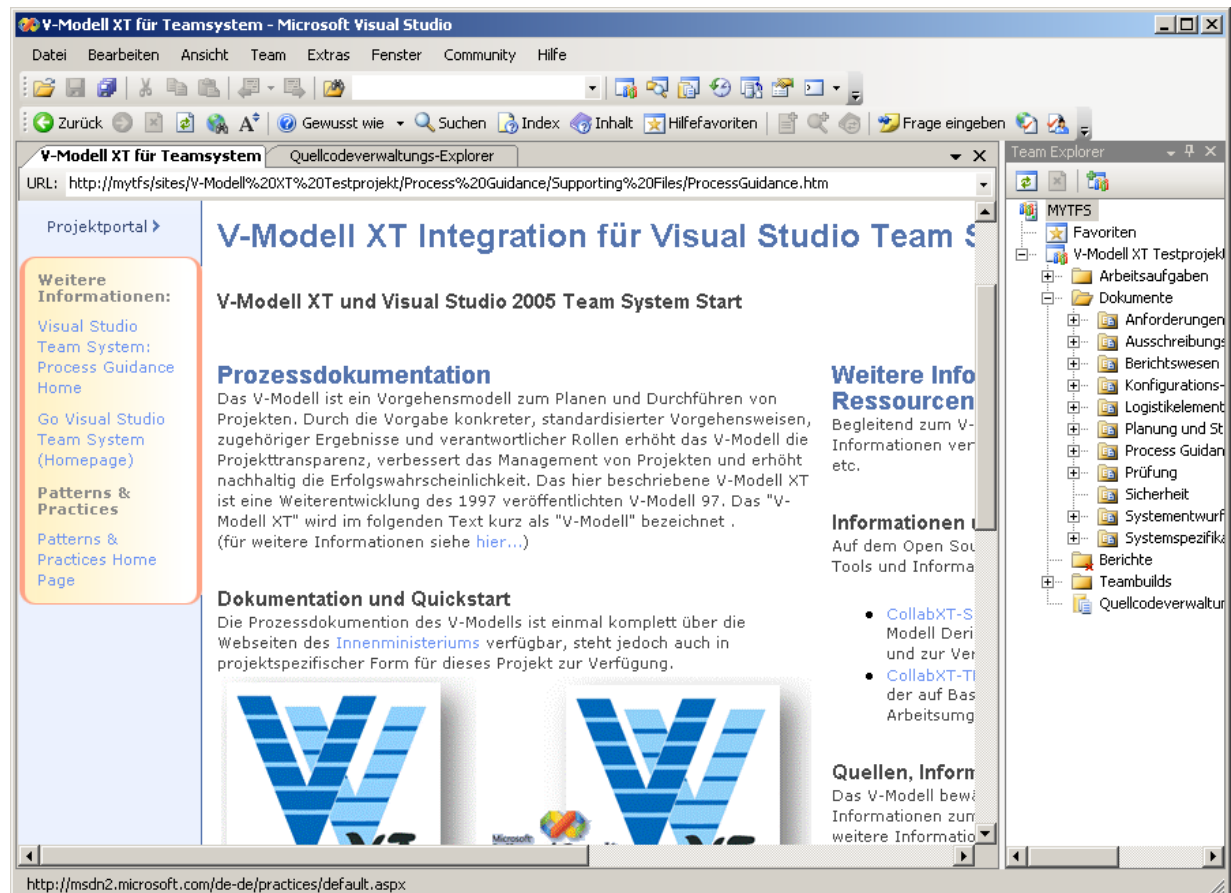 V-Modell XT für Teamsystem - Microsoft Visual Studio
Datei Bearbeiten Ansicht Team Extras Fenster Community Hilfe
Zurück Gewusst wie Suchen Index Inhalt Hilfefavoriten Frage eingeben
V-Modell XT für Teamsystem Quellcodeverwaltungs-Explorer
URL: http://mytfs/sites/V-Modell%20XT%20Testprojekt/Process%20Guidance/Supporting%20Files/ProcessGuidance.htm
Projektportal >
Weitere
Informationen:
Visual Studio
Team System:
Process Guidance
Home
Go Visual Studio
Team System
(Homepage)
Patterns &
Practices
Patterns &
Practices Home
Page
V-Modell XT Integration für Visual Studio Team S
V-Modell XT und Visual Studio 2005 Team System Start
Prozessdokumentation
Das V-Modell ist ein Vorgehensmodell zum Planen und Durchführen von
Projekten. Durch die Vorgabe konkreter, standardisierter Vorgehensweisen,
zugehöriger Ergebnisse und verantwortlicher Rollen erhöht das V-Modell die
Projekttransparenz, verbessert das Management von Projekten und erhöht
nachhaltig die Erfolgswahrscheinlichkeit. Das hier beschriebene V-Modell XT
ist eine Weiterentwicklung des 1997 veröffentlichten V-Modell 97. Das "V-
Modell XT" wird im folgenden Text kurz als "V-Modell" bezeichnet .
(für weitere Informationen siehe hier...)
Dokumentation und Quickstart
Die Prozessdokumention des V-Modells ist einmal komplett über die
Webseiten des Innenministeriums verfügbar, steht jedoch auch in
projektspezifischer Form für dieses Projekt zur Verfügung.
XT
Microsoft
XT
Weitere Info
Ressourcen
Begleitend zum V-
Informationen ver
etc.
Informationen u
Auf dem Open Sou
Tools und Informa
CollabXT-S
Modell Deri
und zur Ver
CollabXT-TF
der auf Bas
Arbeitsumg
Quellen, Inform
Das V-Modell bewä
Informationen zum
weitere Informatio
Team Explorer
MYTFS
Favoriten
V-Modell XT Testprojekt
Arbeitsaufgaben
Dokumente
Anforderungen
Ausschreibungs
Berichtswesen
Konfigurations-
Logistikelement
Planung und St
Process Guidan
Prüfung
Sicherheit
Systementwurf
Systemspezifika
Berichte
Teambuilds
Quellcodeverwaltur
http://msdn2.microsoft.com/de-de/practices/default.aspx